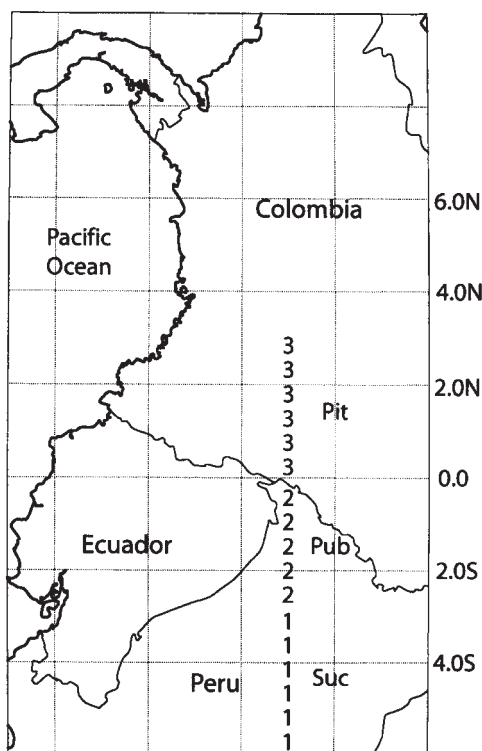 6.0N
Colombia
Pacific
Ocean
4.0N
3
3
2.0N
3
3 Pit
3
3
0.0
2
2
Ecuador 2 Pub
2 2.0S
2
1
1
1 4.0S
Peru 1 Suc
1
1